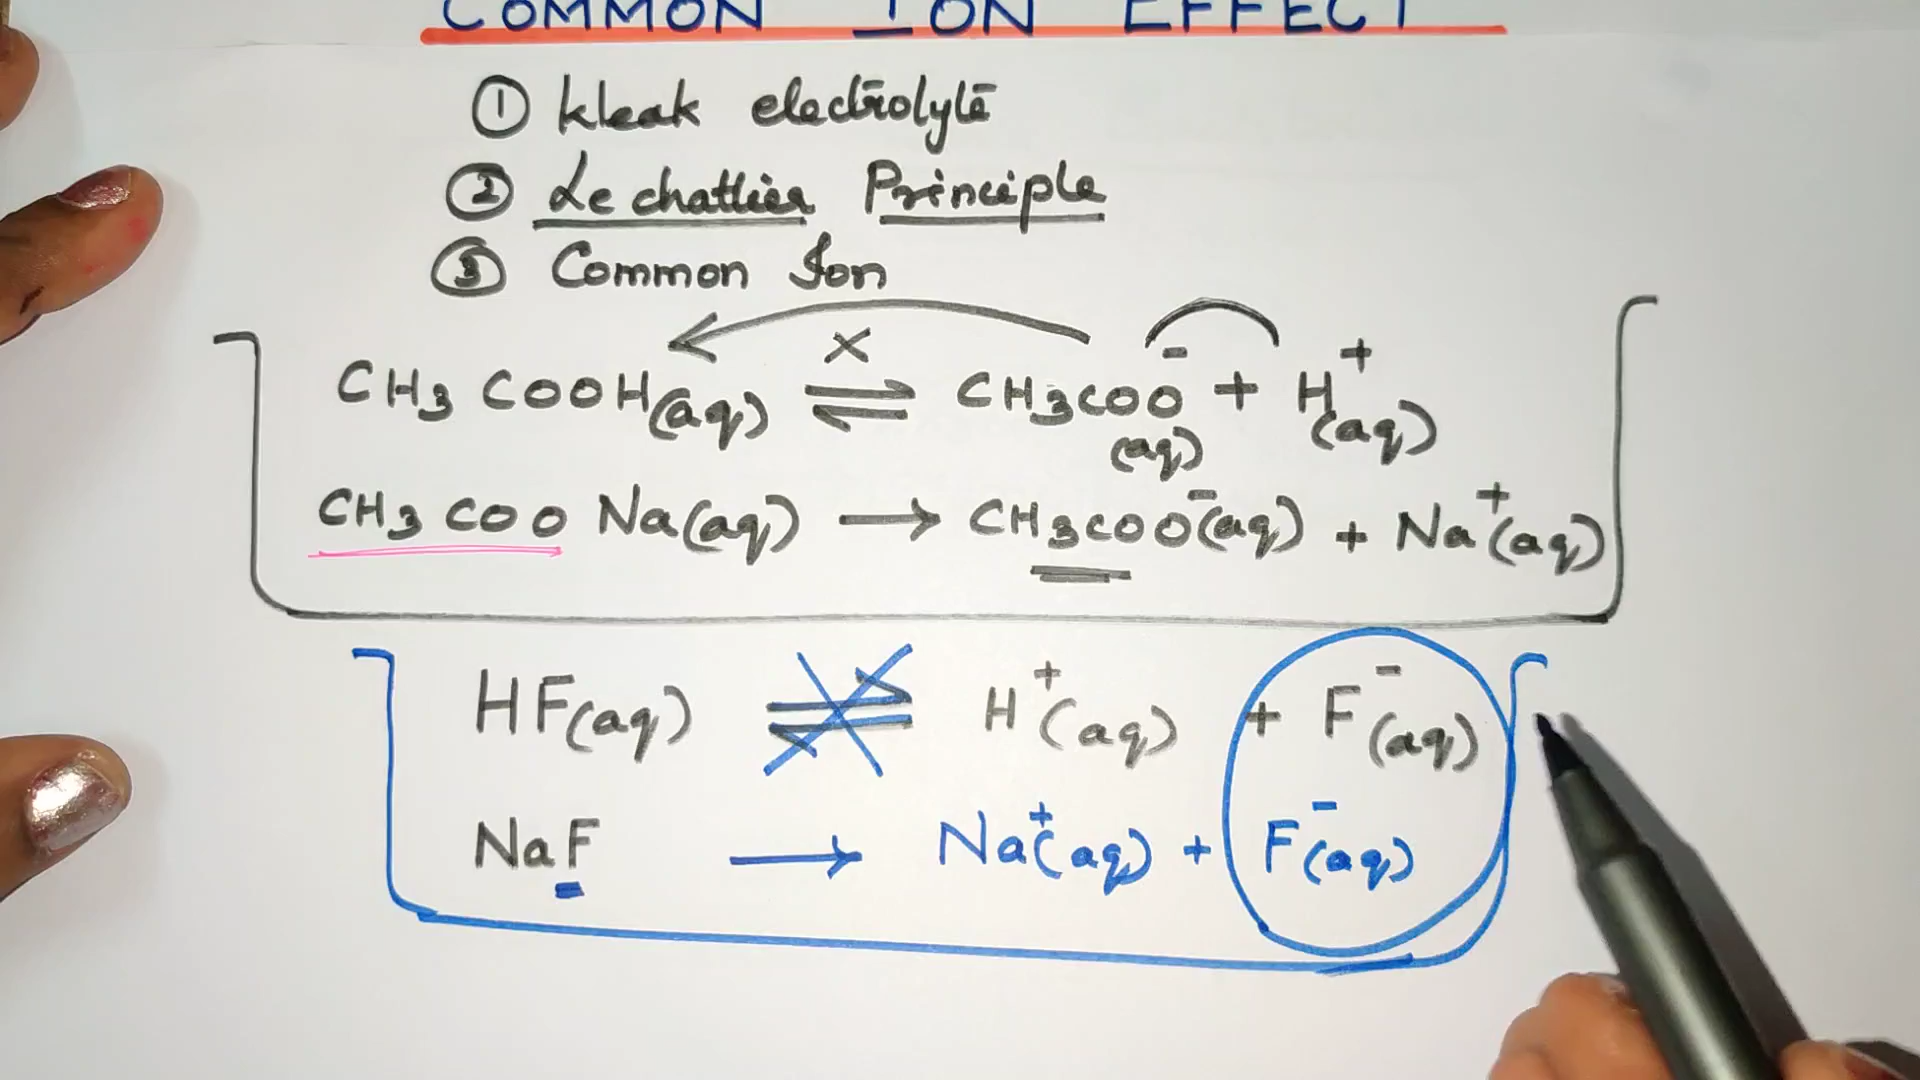 COMMON ION EFFECT
① Weak electrolyte
② Le chatlier Principle
③ Common Ion
×
CH3COOH(aq) ⇌ CH3COO⁻(aq) + H⁺(aq)
CH3COONa(aq) → CH3COO⁻(aq) + Na⁺(aq)
HF(aq) ⇌ H⁺(aq) + F⁻(aq)
NaF → Na⁺(aq) + F⁻(aq)